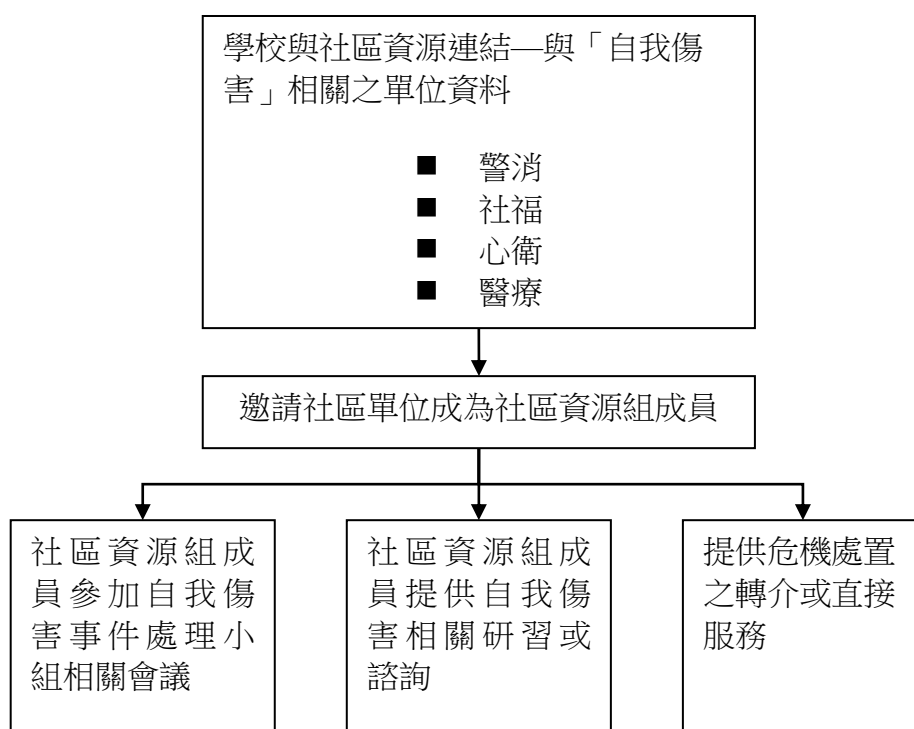 學校與社區資源連結—與「自我傷
害」相關之單位資料
■ 警消
■ 社福
■ 心衛
■ 醫療
邀請社區單位成為社區資源組成員
社區資源組成
員參加自我傷
害事件處理小
組相關會議
社區資源組成
員提供自我傷
害相關研習或
諮詢
提供危機處置
之轉介或直接
服務